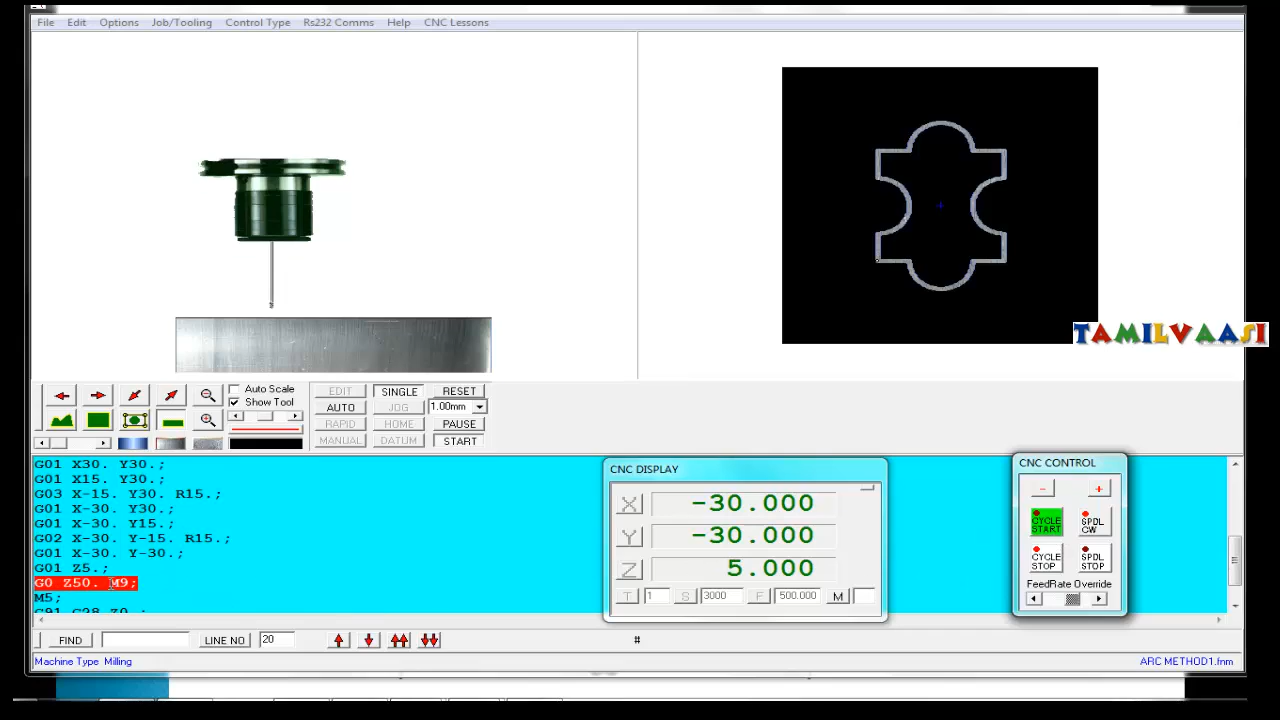 File Edit Options Job/Tooling Control Type Rs232 Comms Help CNC Lessons
TAMILVAASI
Auto Scale
Show Tool
EDIT SINGLE RESET
AUTO JOG 1.00mm
RAPID HOME PAUSE
MANUAL DATUM START
G01 X30. Y30.;
G01 X15. Y30.;
G03 X-15. Y30. R15.;
G01 X-30. Y30.;
G01 X-30. Y15.;
G02 X-30. Y-15. R15.;
G01 X-30. Y-30.;
G01 Z5.;
G0 Z50. M9;
M5;
G91 G28 Z0.;
CNC DISPLAY
X -30.000
Y -30.000
Z 5.000
T 1 S 3000 F 500.000 M
CNC CONTROL
- +
CYCLE START
SPDL CW
CYCLE STOP
SPDL STOP
FeedRate Override
FIND LINE NO 20 #
Machine Type Milling ARC METHOD1.fnm